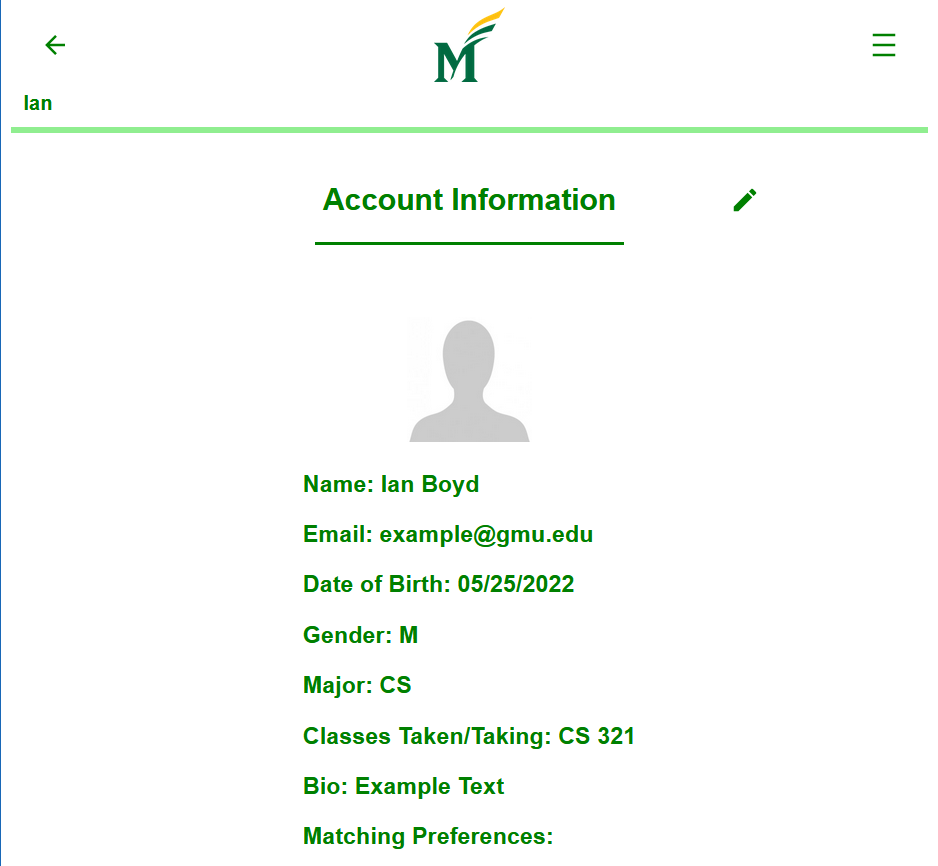 M
Ian
Account Information
Name: Ian Boyd
Email: example@gmu.edu
Date of Birth: 05/25/2022
Gender: M
Major: CS
Classes Taken/Taking: CS 321
Bio: Example Text
Matching Preferences: